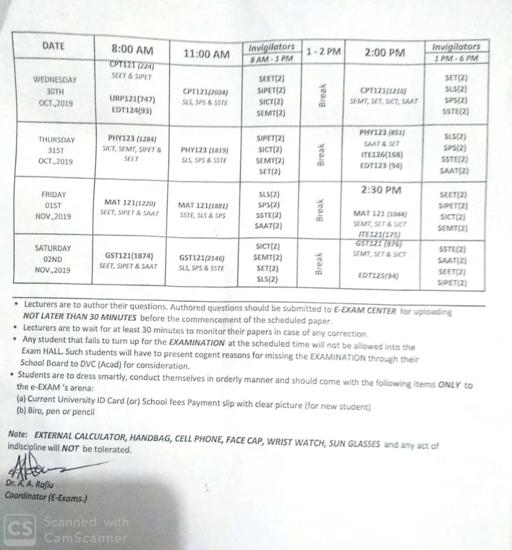 DATE 8:00 AM 11:00 AM Invigilators 8 AM - 1 PM 1 - 2 PM 2:00 PM Invigilators 1 PM - 6 PM
WEDNESDAY
30TH
OCT.,2019
CPT121 (224)
SEET & SIPET
URP121(747)
EDT124(93)
CPT121(2024)
SLS, SPS & SSTE
SEET(2)
SIPET(2)
SICT(2)
SEMT(2)
Break
CPT121(1210)
SEMT, SET, SICT, SAAT
SET(2)
SLS(2)
SPS(2)
SSTE(2)
THURSDAY
31ST
OCT.,2019
PHY123 (1284)
SICT, SEMT, SIPET &
SEET
PHY123 (1819)
SLS, SPS & SSTE
SIPET(2)
SICT(2)
SEMT(2)
SET(2)
Break
PHY123 (851)
SAAT & SET
ITE126(168)
EDT123 (94)
SLS(2)
SPS(2)
SSTE(2)
SAAT(2)
FRIDAY
01ST
NOV.,2019
MAT 121(1220)
SEET, SIPET & SAAT
MAT 121(1881)
SSTE, SLS & SPS
SLS(2)
SPS(2)
SSTE(2)
SAAT(2)
Break
2:30 PM
MAT 121 (1044)
SEMT, SET & SICT
ITE121(175)
SEET(2)
SIPET(2)
SICT(2)
SEMT(2)
SATURDAY
02ND
NOV.,2019
GST121(1874)
SEET, SIPET & SAAT
GST121(2146)
SLS, SPS & SSTE
SICT(2)
SEMT(2)
SET(2)
SLS(2)
Break
GST121 (976)
SEMT, SET & SICT
EDT125(94)
SSTE(2)
SAAT(2)
SEET(2)
SIPET(2)
• Lecturers are to author their questions. Authored questions should be submitted to E-EXAM CENTER for uploading
NOT LATER THAN 30 MINUTES before the commencement of the scheduled paper.
• Lecturers are to wait for at least 30 minutes to monitor their papers in case of any correction.
• Any student that fails to turn up for the EXAMINATION at the scheduled time will not be allowed into the
Exam HALL. Such students will have to present cogent reasons for missing the EXAMINATION through their
School Board to DVC (Acad) for consideration.
• Students are to dress smartly, conduct themselves in orderly manner and should come with the following items ONLY to
the e-EXAM 's arena:
(a) Current University ID Card (or) School fees Payment slip with clear picture (for new student)
(b) Biro, pen or pencil
Note: EXTERNAL CALCULATOR, HANDBAG, CELL PHONE, FACE CAP, WRIST WATCH, SUN GLASSES and any act of
indiscipline will NOT be tolerated.
Dr. A. A. Rafiu
Coordinator (E-Exams.)
CS Scanned with
CamScanner